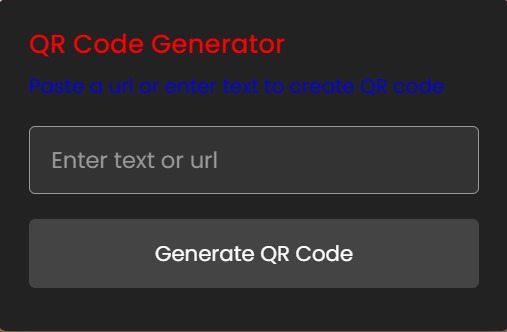 QR Code Generator
Paste a url or enter text to create QR code
Enter text or url
Generate QR Code